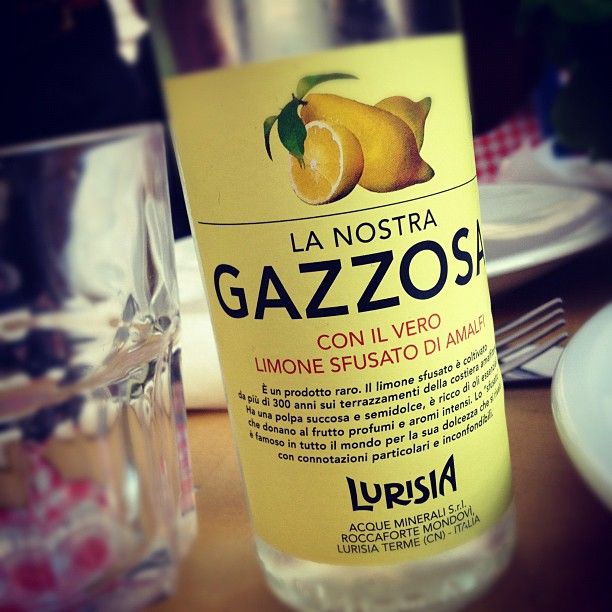 LA NOSTRA
GAZZOSA
CON IL VERO
LIMONE SFUSATO DI AMALFI
È un prodotto raro. Il limone sfusato è coltivato
da più di 300 anni sui terrazzamenti della costiera
Ha una polpa succosa e semidolce, è ricco di oli
che donano al frutto profumi e aromi intensi. Lo
è famoso in tutto il mondo per la sua dolcezza che si
con connotazioni particolari e inconfondibili.
LURISIA
ACQUE MINERALI S.r.l.
ROCCAFORTE MONDOVÌ,
LURISIA TERME (CN) - ITALIA